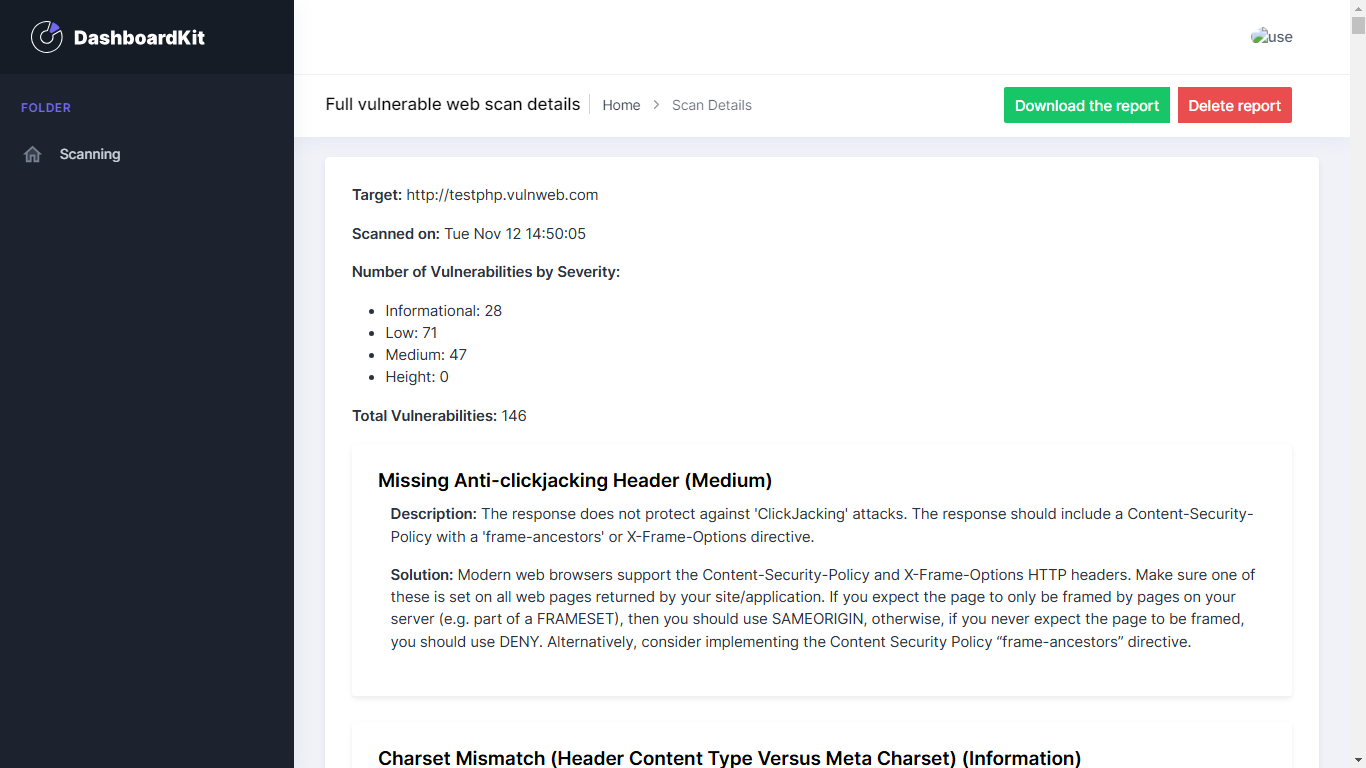 DashboardKit
use
FOLDER
Scanning
Full vulnerable web scan details
Home > Scan Details
Download the report
Delete report
Target: http://testphp.vulnweb.com
Scanned on: Tue Nov 12 14:50:05
Number of Vulnerabilities by Severity:
• Informational: 28
• Low: 71
• Medium: 47
• Height: 0
Total Vulnerabilities: 146
Missing Anti-clickjacking Header (Medium)
Description: The response does not protect against 'ClickJacking' attacks. The response should include a Content-Security-
Policy with a 'frame-ancestors' or X-Frame-Options directive.
Solution: Modern web browsers support the Content-Security-Policy and X-Frame-Options HTTP headers. Make sure one of
these is set on all web pages returned by your site/application. If you expect the page to only be framed by pages on your
server (e.g. part of a FRAMESET), then you should use SAMEORIGIN, otherwise, if you never expect the page to be framed,
you should use DENY. Alternatively, consider implementing the Content Security Policy “frame-ancestors” directive.
Charset Mismatch (Header Content Type Versus Meta Charset) (Information)